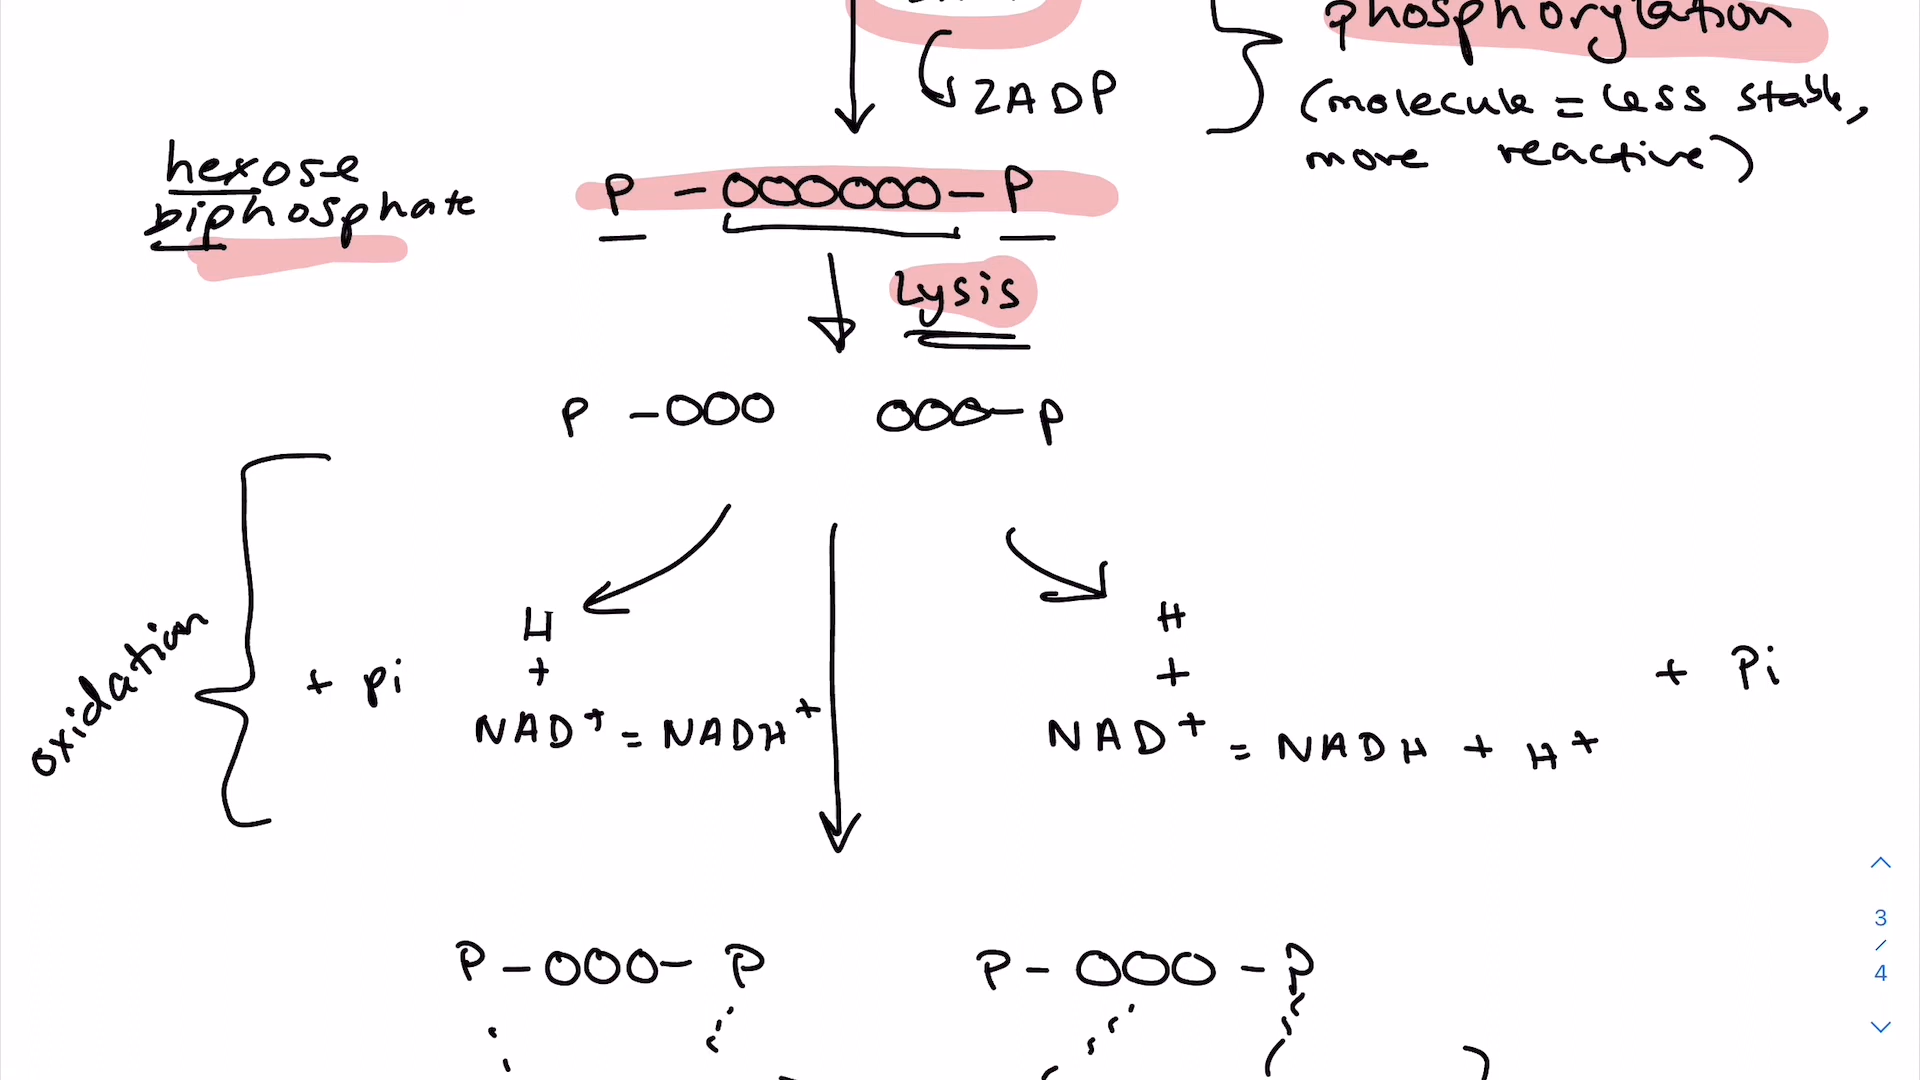 phosphorylation
2ADP
(molecule = less stable,
more reactive)
hexose
biphosphate
P - OOOOOO - P
Lysis
P - OOO OOO - P
oxidation
H H
+ pi + + + Pi
NAD+ = NADH+ NAD+ = NADH + H+
P - OOO - P P - OOO - P
3
/
4